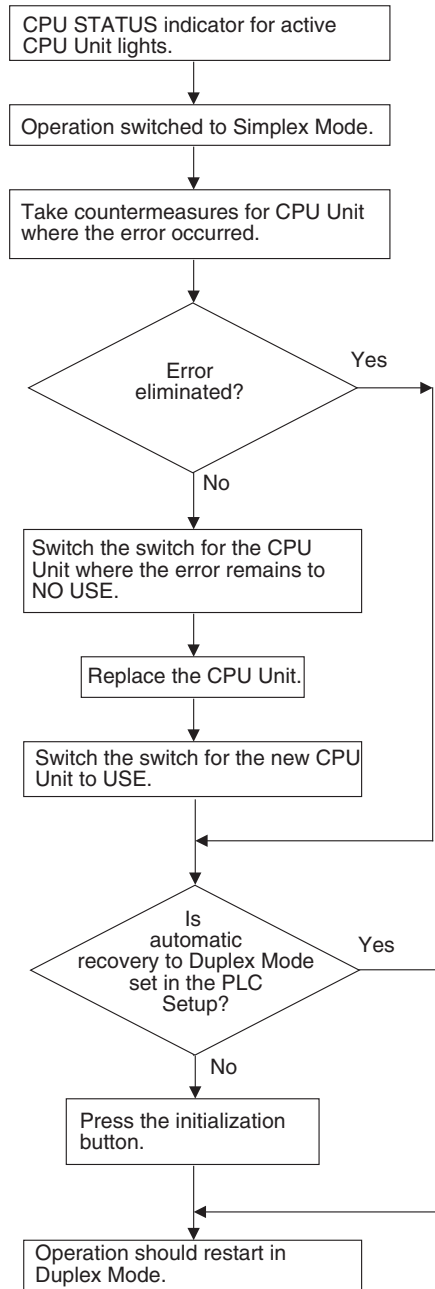 CPU STATUS indicator for active
CPU Unit lights.
Operation switched to Simplex Mode.
Take countermeasures for CPU Unit
where the error occurred.
Error
eliminated?
Yes
No
Switch the switch for the CPU
Unit where the error remains to
NO USE.
Replace the CPU Unit.
Switch the switch for the new CPU
Unit to USE.
Is
automatic
recovery to Duplex Mode
set in the PLC
Setup?
Yes
No
Press the initialization
button.
Operation should restart in
Duplex Mode.